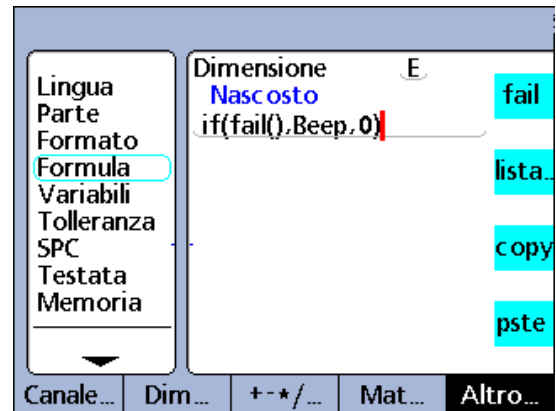 Lingua
Parte
Formato
Formula
Variabili
Tolleranza
SPC
Testata
Memoria
Dimensione E
Nascosto
if(fail(),Beep,0)
fail
lista..
copy
pste
Canale... Dim... +-*/... Mat... Altro...